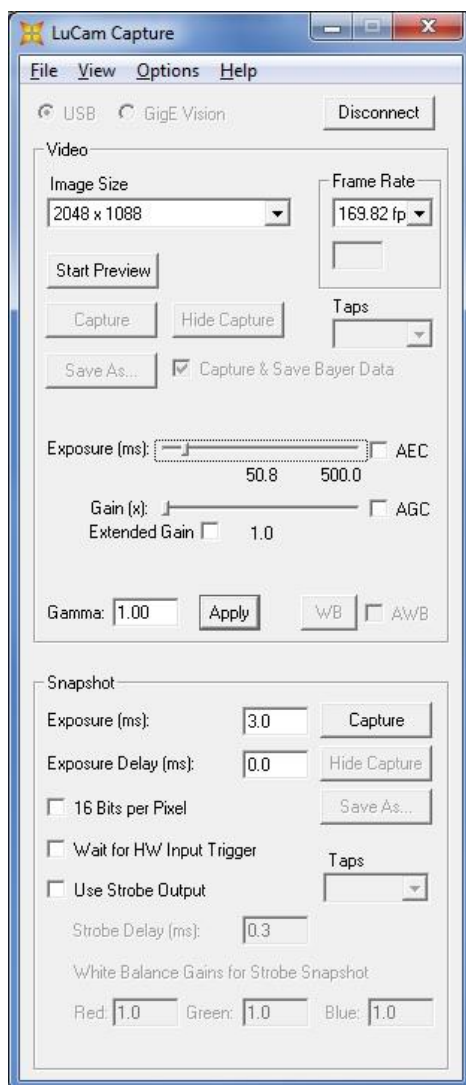 LuCam Capture
File View Options Help
USB GigE Vision Disconnect
Video
Image Size Frame Rate
2048 x 1088 169.82 fp
Start Preview
Capture Hide Capture Taps
Save As... Capture & Save Bayer Data
Exposure (ms): AEC
50.8 500.0
Gain (x): AGC
Extended Gain 1.0
Gamma: 1.00 Apply WB AWB
Snapshot
Exposure (ms): 3.0 Capture
Exposure Delay (ms): 0.0 Hide Capture
16 Bits per Pixel Save As...
Wait for HW Input Trigger Taps
Use Strobe Output
Strobe Delay (ms): 0.3
White Balance Gains for Strobe Snapshot
Red: 1.0 Green: 1.0 Blue: 1.0